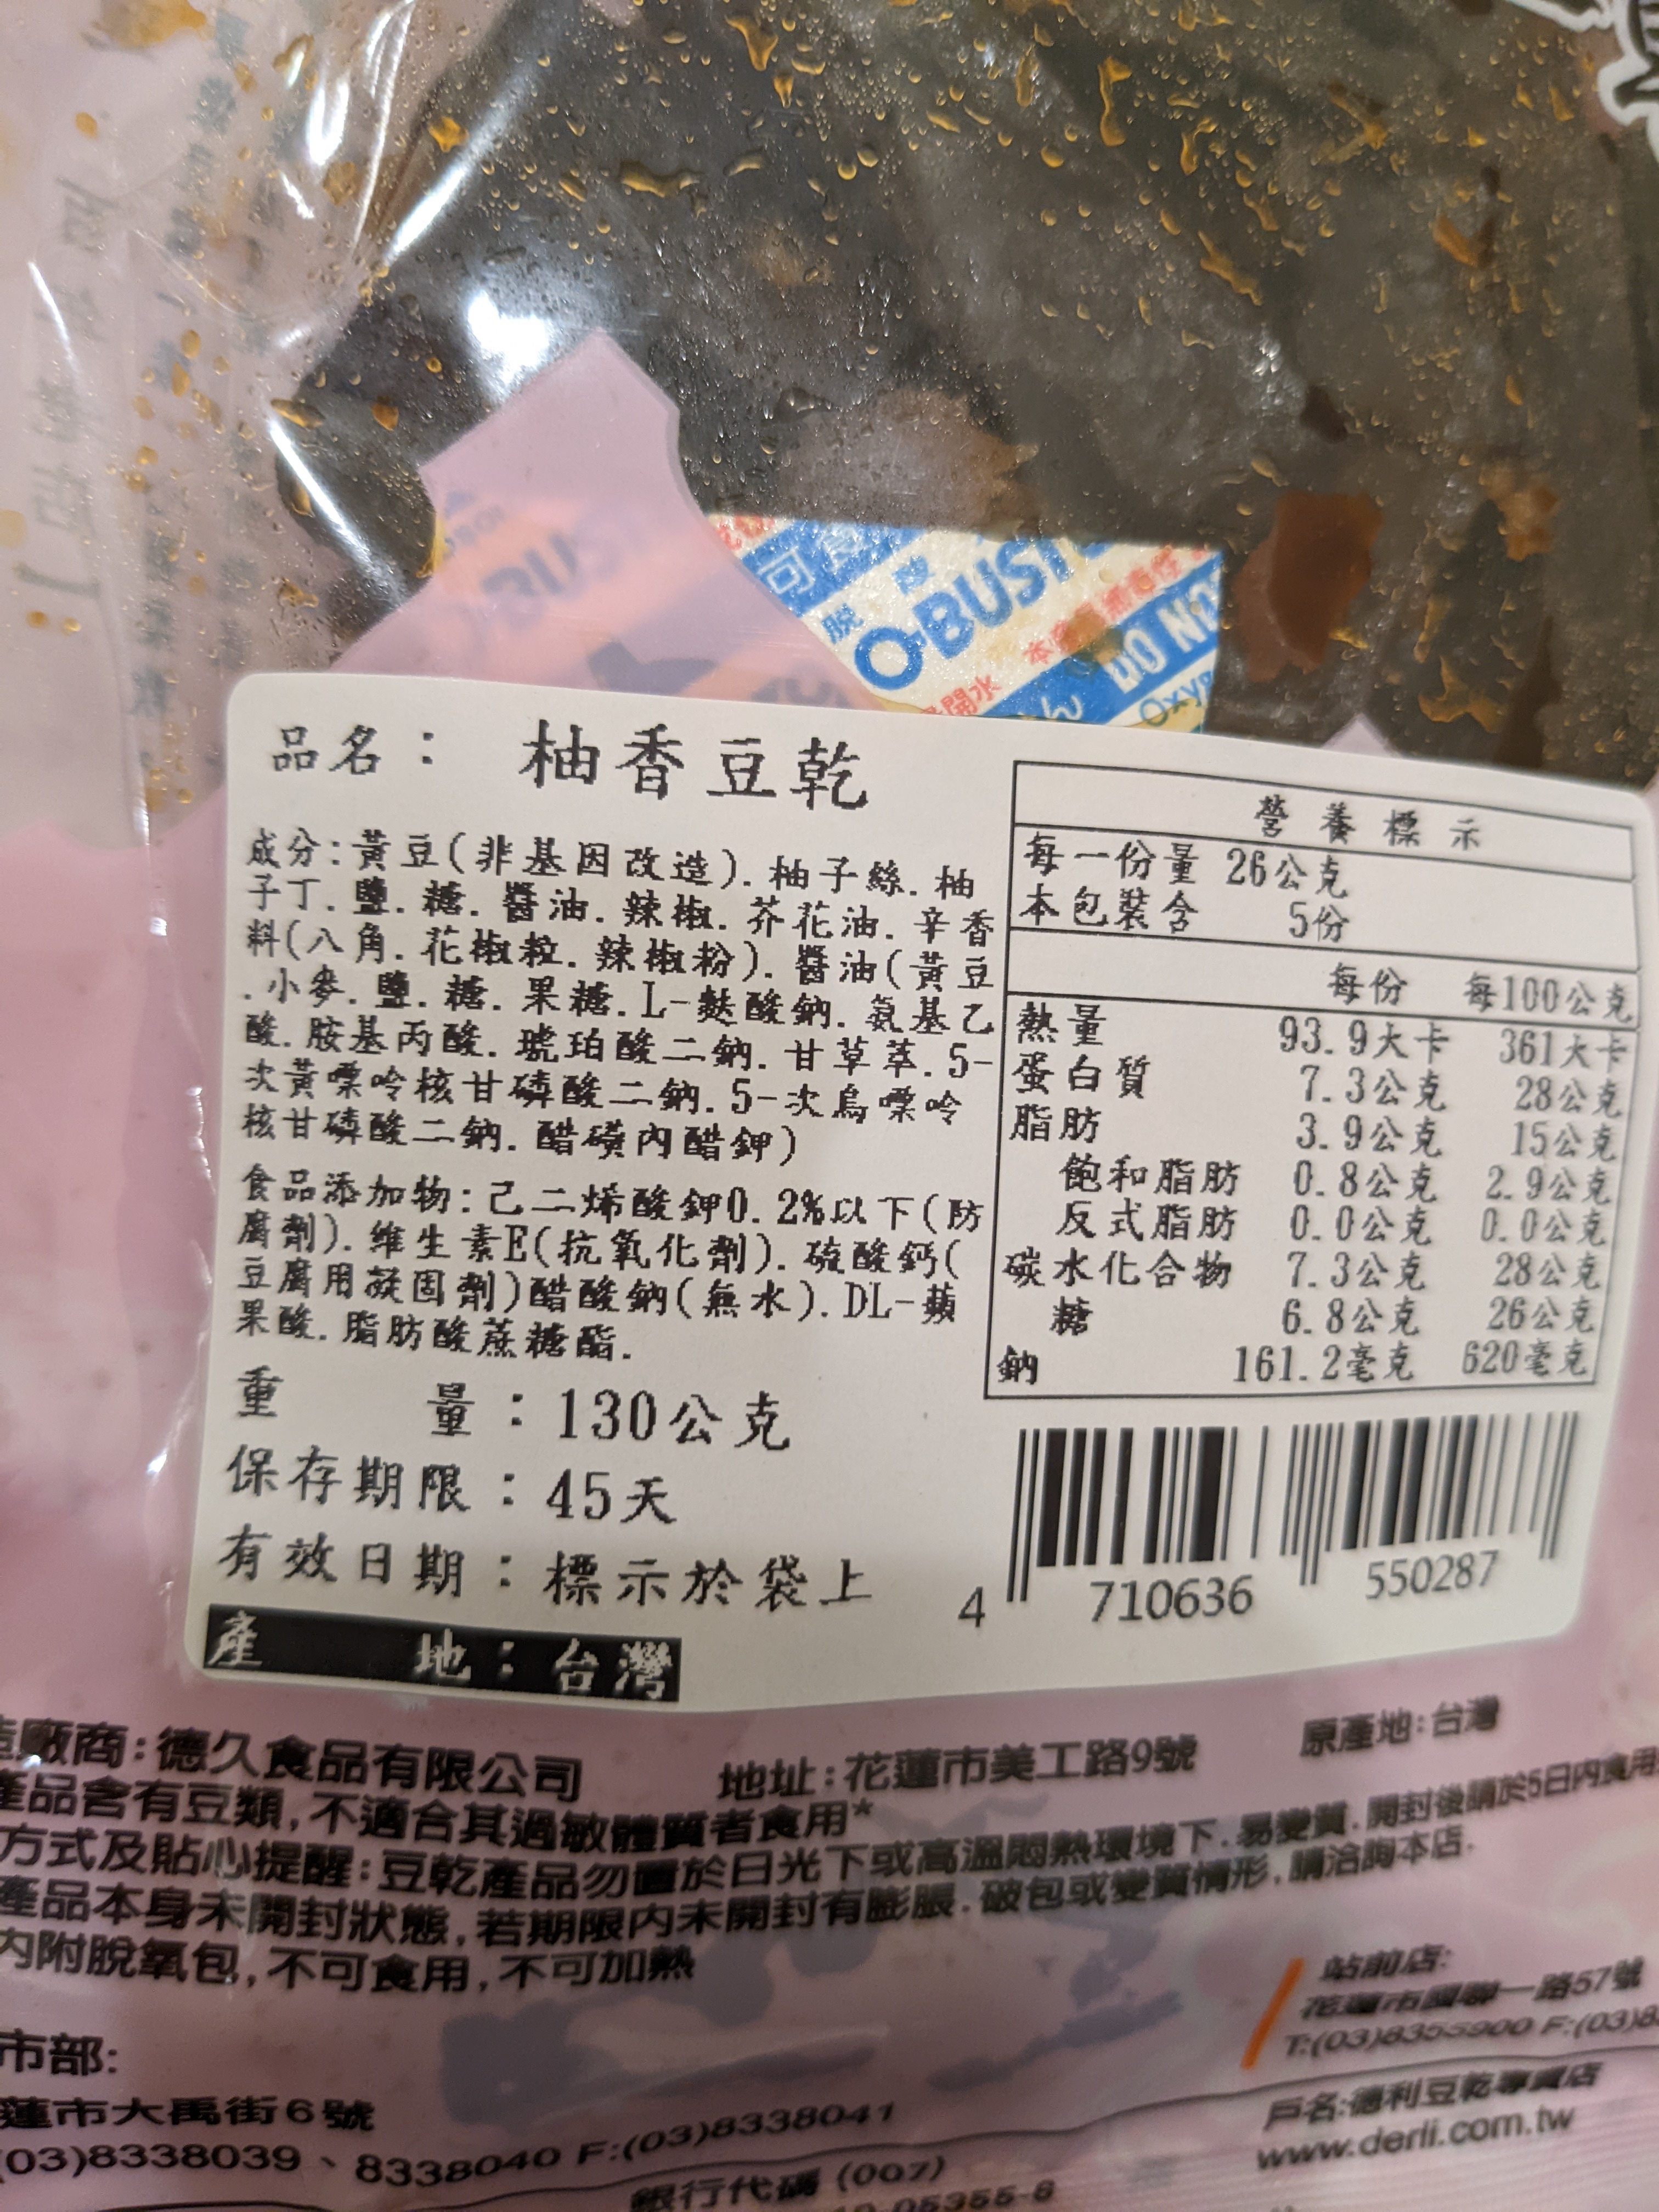 脫酸
O-BUST
DO NO
Oxy
品名： 柚香豆乾
成分：黃豆(非基因改造).柚子絲.柚
子丁.鹽.糖.醬油.辣椒.芥花油.辛香
料(八角.花椒粒.辣椒粉).醬油(黃豆
.小麥.鹽.糖.果糖.L-麩酸鈉.氨基乙
酸.胺基丙酸.琥珀酸二鈉.甘草萃.5-
次黃嘌呤核甘磷酸二鈉.5-次鳥嘌呤
核甘磷酸二鈉.醋磺內醋鉀)
食品添加物：己二烯酸鉀0.2%以下(防
腐劑).維生素E(抗氧化劑).硫酸鈣(
豆腐用凝固劑)醋酸鈉(無水).DL-蘋
果酸.脂肪酸蔗糖酯.
重量：130公克
保存期限：45天
有效日期：標示於袋上
產地：台灣
營養標示
每一份量 26公克
本包裝含 5份
每份 每100公克
熱量 93.9大卡 361大卡
蛋白質 7.3公克 28公克
脂肪 3.9公克 15公克
飽和脂肪 0.8公克 2.9公克
反式脂肪 0.0公克 0.0公克
碳水化合物 7.3公克 28公克
糖 6.8公克 26公克
鈉 161.2毫克 620毫克
4 710636 550287
廠商：德久食品有限公司 地址：花蓮市美工路9號 原產地：台灣
產品含有豆類，不適合其過敏體質者食用*
方式及貼心提醒：豆乾產品勿置於日光下或高溫悶熱環境下.易變質.開封後請於5日內食用
產品本身未開封狀態，若期限內未開封有膨脹.破包或變質情形，請洽詢本店.
內附脫氧包，不可食用，不可加熱
市部：
蓮市大禹街6號
(03)8338039、8338040 F:(03)8338041
站前店：
花蓮市國聯一路57號
T:(03)8355900 F:(03)8
銀行代碼 (007)
05355-8
戶名：德利豆乾專賣店
www.derli.com.tw